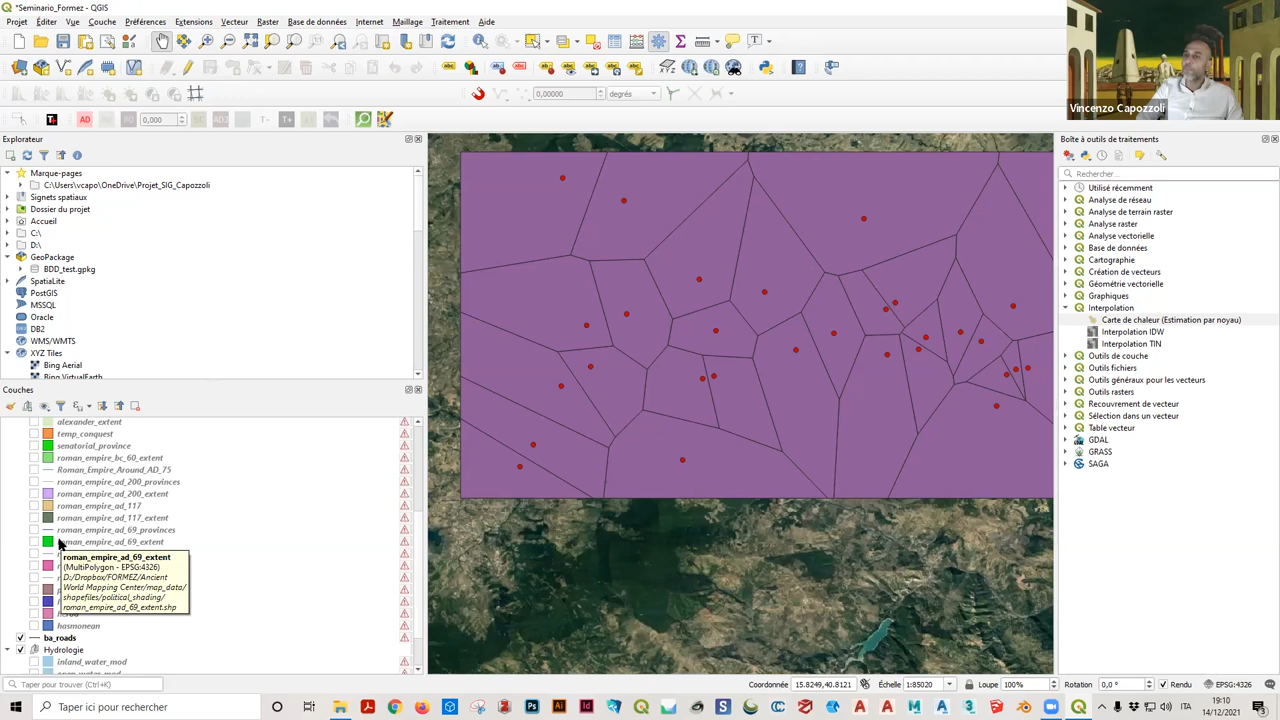 *Seminario_Formez — QGIS
Projet Éditer Vue Couche Préférences Extensions Vecteur Raster Base de données Internet Maillage Traitement Aide
Vincenzo Capozzoli
0,00000 degrés
0,000
Explorateur
Marque-pages
C:\Users\vcapo\OneDrive\Projet_SIG_Capozzoli
Signets spatiaux
Dossier du projet
Accueil
C:\
D:\
GeoPackage
BDD_test.gpkg
SpatiaLite
PostGIS
MSSQL
Oracle
DB2
WMS/WMTS
XYZ Tiles
Bing Aerial
Bing VirtualEarth
Couches
alexander_extent
temp_conquest
senatorial_province
roman_empire_bc_60_extent
Roman_Empire_Around_AD_75
roman_empire_ad_200_provinces
roman_empire_ad_200_extent
roman_empire_ad_117
roman_empire_ad_117_extent
roman_empire_ad_69_provinces
roman_empire_ad_69_extent
roman_empire_ad_69_extent
(MultiPolygon - EPSG:4326)
D:/Dropbox/FORMEZ/Ancient
World Mapping Center/map_data/
shapefiles/political_shading/
roman_empire_ad_69_extent.shp
hasmonean
ba_roads
Hydrologie
inland_water_mod
open_water_mod
Boîte à outils de traitements
Rechercher…
Utilisé récemment
Analyse de réseau
Analyse de terrain raster
Analyse raster
Analyse vectorielle
Base de données
Cartographie
Création de vecteurs
Géométrie vectorielle
Graphiques
Interpolation
Carte de chaleur (Estimation par noyau)
Interpolation IDW
Interpolation TIN
Outils de couche
Outils fichiers
Outils généraux pour les vecteurs
Outils rasters
Recouvrement de vecteur
Sélection dans un vecteur
Table vecteur
GDAL
GRASS
SAGA
Taper pour trouver (Ctrl+K)
Coordonnée 15.8249,40.8121 Échelle 1:85020 Loupe 100% Rotation 0,0 ° Rendu EPSG:4326
Taper ici pour rechercher
ITA
19:10
14/12/2021